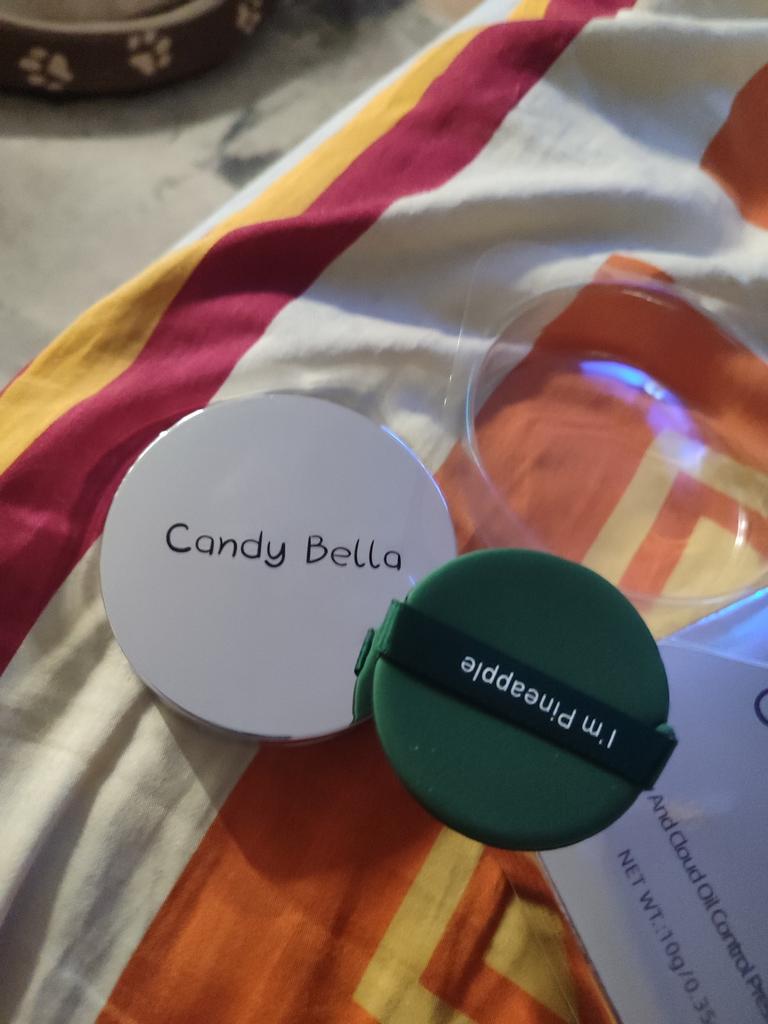 Candy Bella
I'm Pineapple
And Cloud Oil Control
NET WT.:10g/0.35